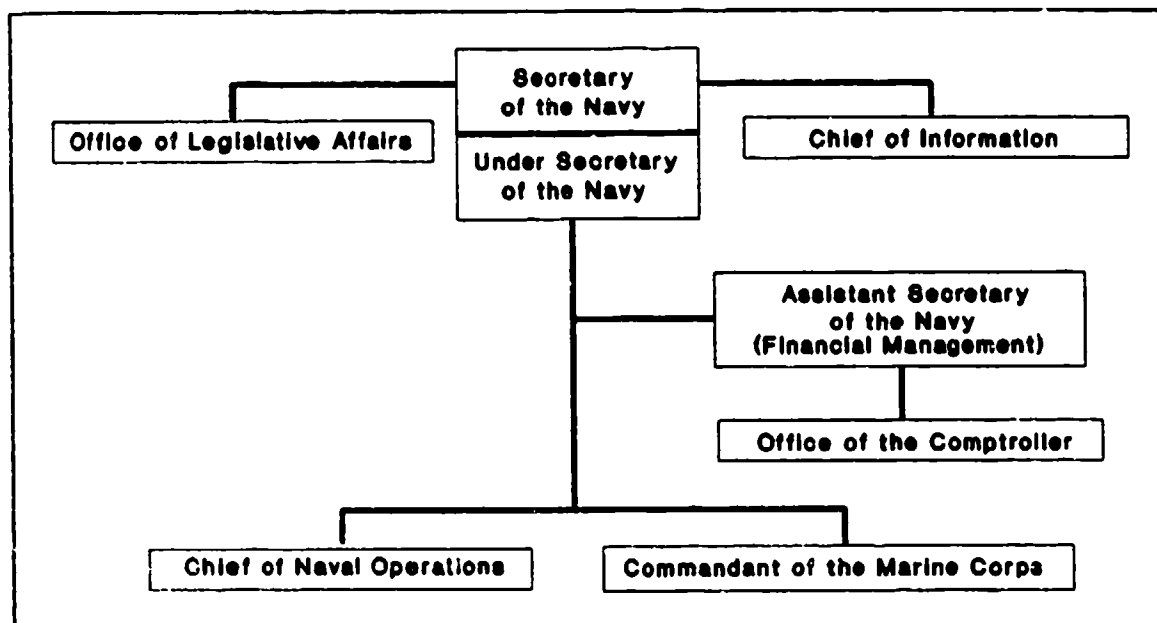 Secretary
of the Navy
Office of Legislative Affairs
Chief of Information
Under Secretary
of the Navy
Assistant Secretary
of the Navy
(Financial Management)
Office of the Comptroller
Chief of Naval Operations
Commandant of the Marine Corps